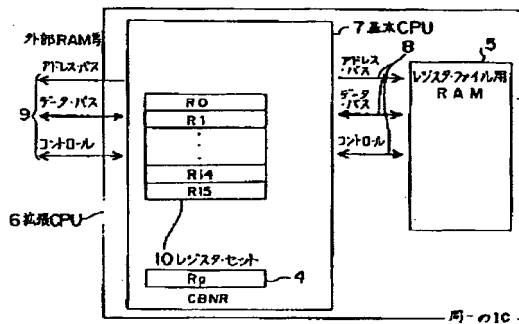 7 基本CPU
外部RAM等
アドレス・バス
データ・バス
コントロール
9
6 拡張CPU
R0
R1
R14
R15
10 レジスタ・セット
Rp
4
CBNR
アドレス・バス
8
データ・バス
コントロール
5
レジスタ・ファイル用
RAM
同一のIC